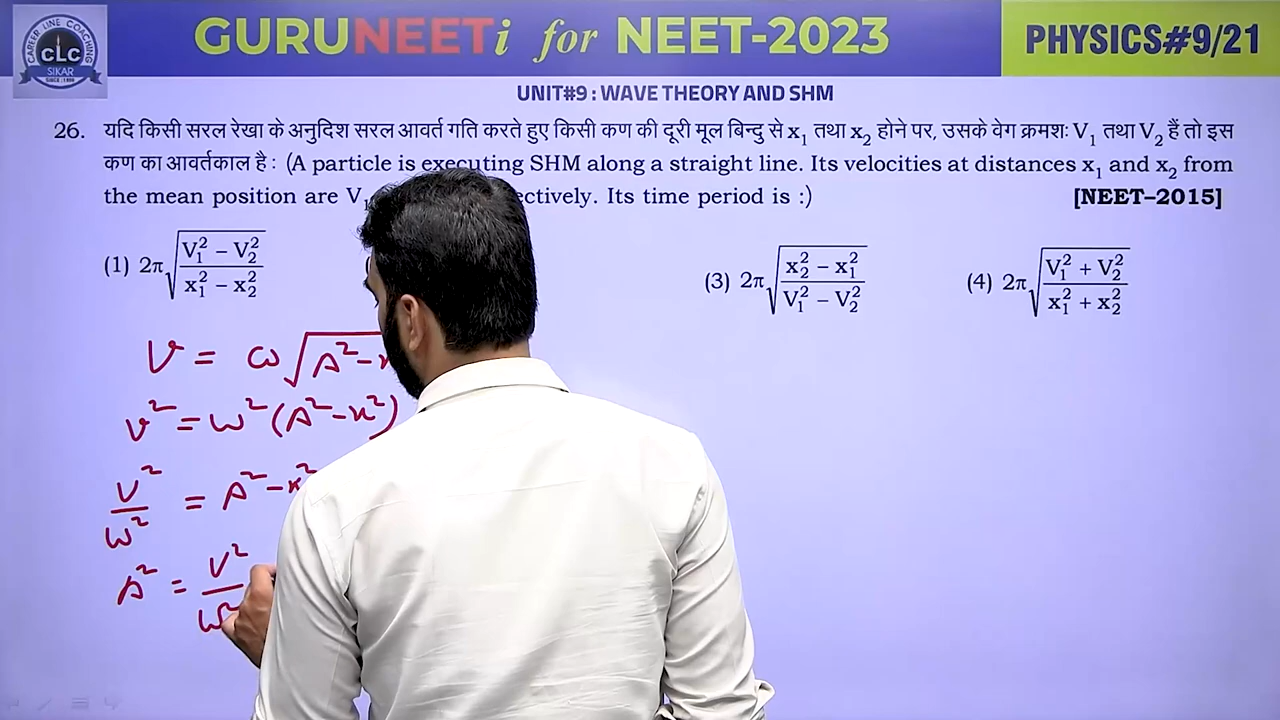 CAREER LINE COACHING
CLC
SIKAR
SINCE : 1996
GURUNEETi for NEET-2023
PHYSICS#9/21
UNIT#9 : WAVE THEORY AND SHM
26. यदि किसी सरल रेखा के अनुदिश सरल आवर्त गति करते हुए किसी कण की दूरी मूल बिन्दु से x₁ तथा x₂ होने पर, उसके वेग क्रमशः V₁ तथा V₂ हैं तो इस
कण का आवर्तकाल है : (A particle is executing SHM along a straight line. Its velocities at distances x₁ and x₂ from
the mean position are V₁ ectively. Its time period is :) [NEET–2015]
(1) 2π√((V₁² – V₂²)/(x₁² – x₂²)) (3) 2π√((x₂² – x₁²)/(V₁² – V₂²)) (4) 2π√((V₁² + V₂²)/(x₁² + x₂²))
V = ω√(A²-x
v² = ω²(A²-x²)
V²/ω² = A²-x²
A² = V²/ω²